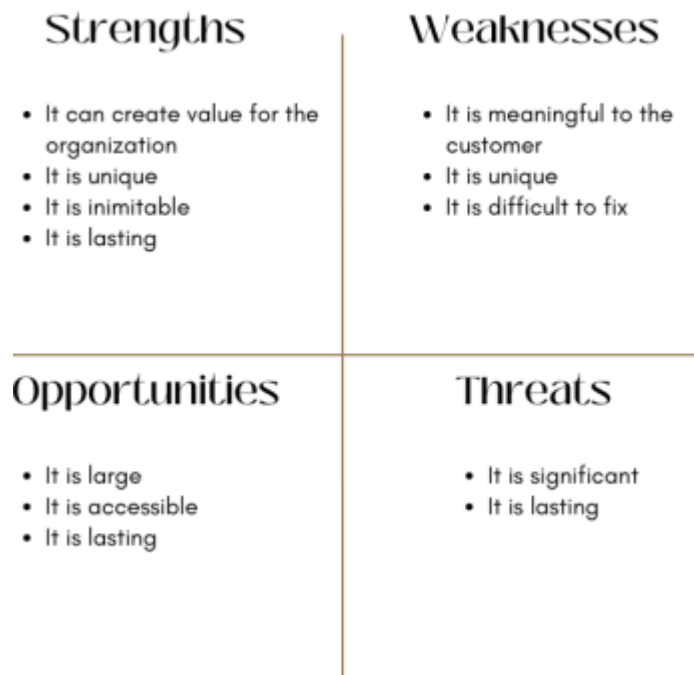 Strengths
• It can create value for the
organization
• It is unique
• It is inimitable
• It is lasting
Weaknesses
• It is meaningful to the
customer
• It is unique
• It is difficult to fix
Opportunities
• It is large
• It is accessible
• It is lasting
Threats
• It is significant
• It is lasting